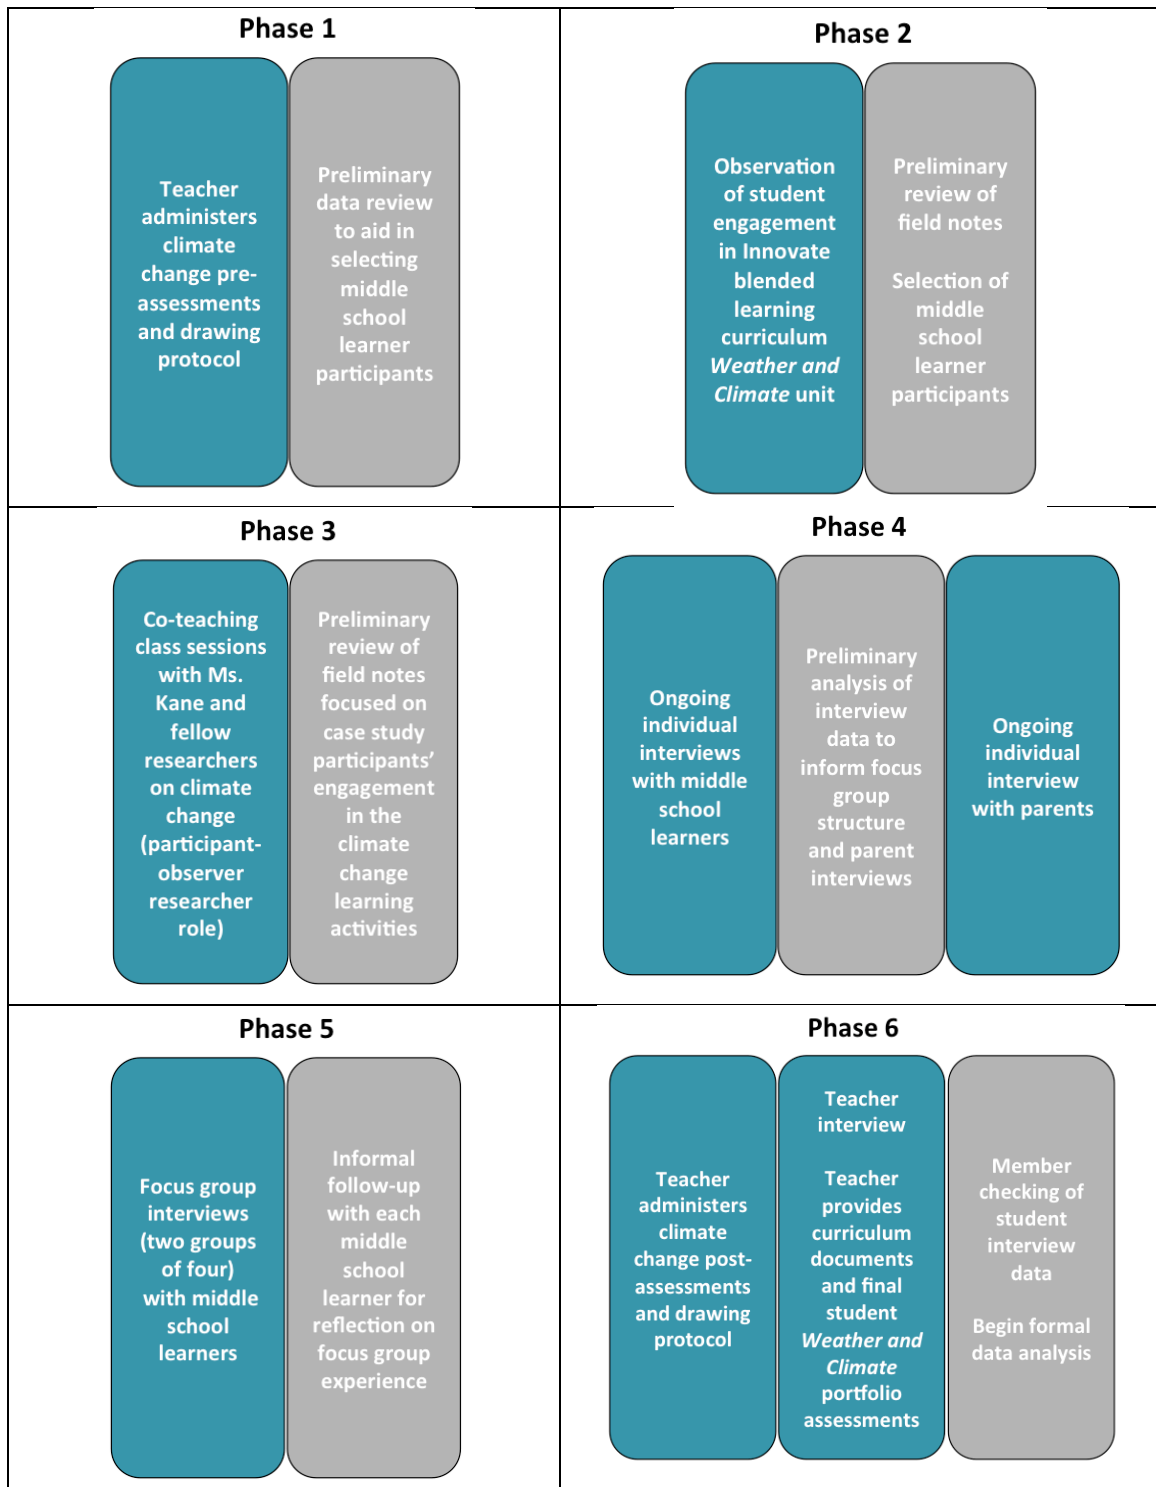 Phase 1
Teacher
administers
climate
change pre-
assessments
and drawing
protocol
Preliminary
data review
to aid in
selecting
middle
school
learner
participants
Phase 2
Observation
of student
engagement
in Innovate
blended
learning
curriculum
Weather and
Climate unit
Preliminary
review of
field notes
Selection of
middle
school
learner
participants
Phase 3
Co-teaching
class sessions
with Ms.
Kane and
fellow
researchers
on climate
change
(participant-
observer
researcher
role)
Preliminary
review of
field notes
focused on
case study
participants’
engagement
in the
climate
change
learning
activities
Phase 4
Ongoing
individual
interviews
with middle
school
learners
Preliminary
analysis of
interview
data to
inform focus
group
structure
and parent
interviews
Ongoing
individual
interview
with parents
Phase 5
Focus group
interviews
(two groups
of four)
with middle
school
learners
Informal
follow-up
with each
middle
school
learner for
reflection on
focus group
experience
Phase 6
Teacher
administers
climate
change post-
assessments
and drawing
protocol
Teacher
interview
Teacher
provides
curriculum
documents
and final
student
Weather and
Climate
portfolio
assessments
Member
checking of
student
interview
data
Begin formal
data analysis